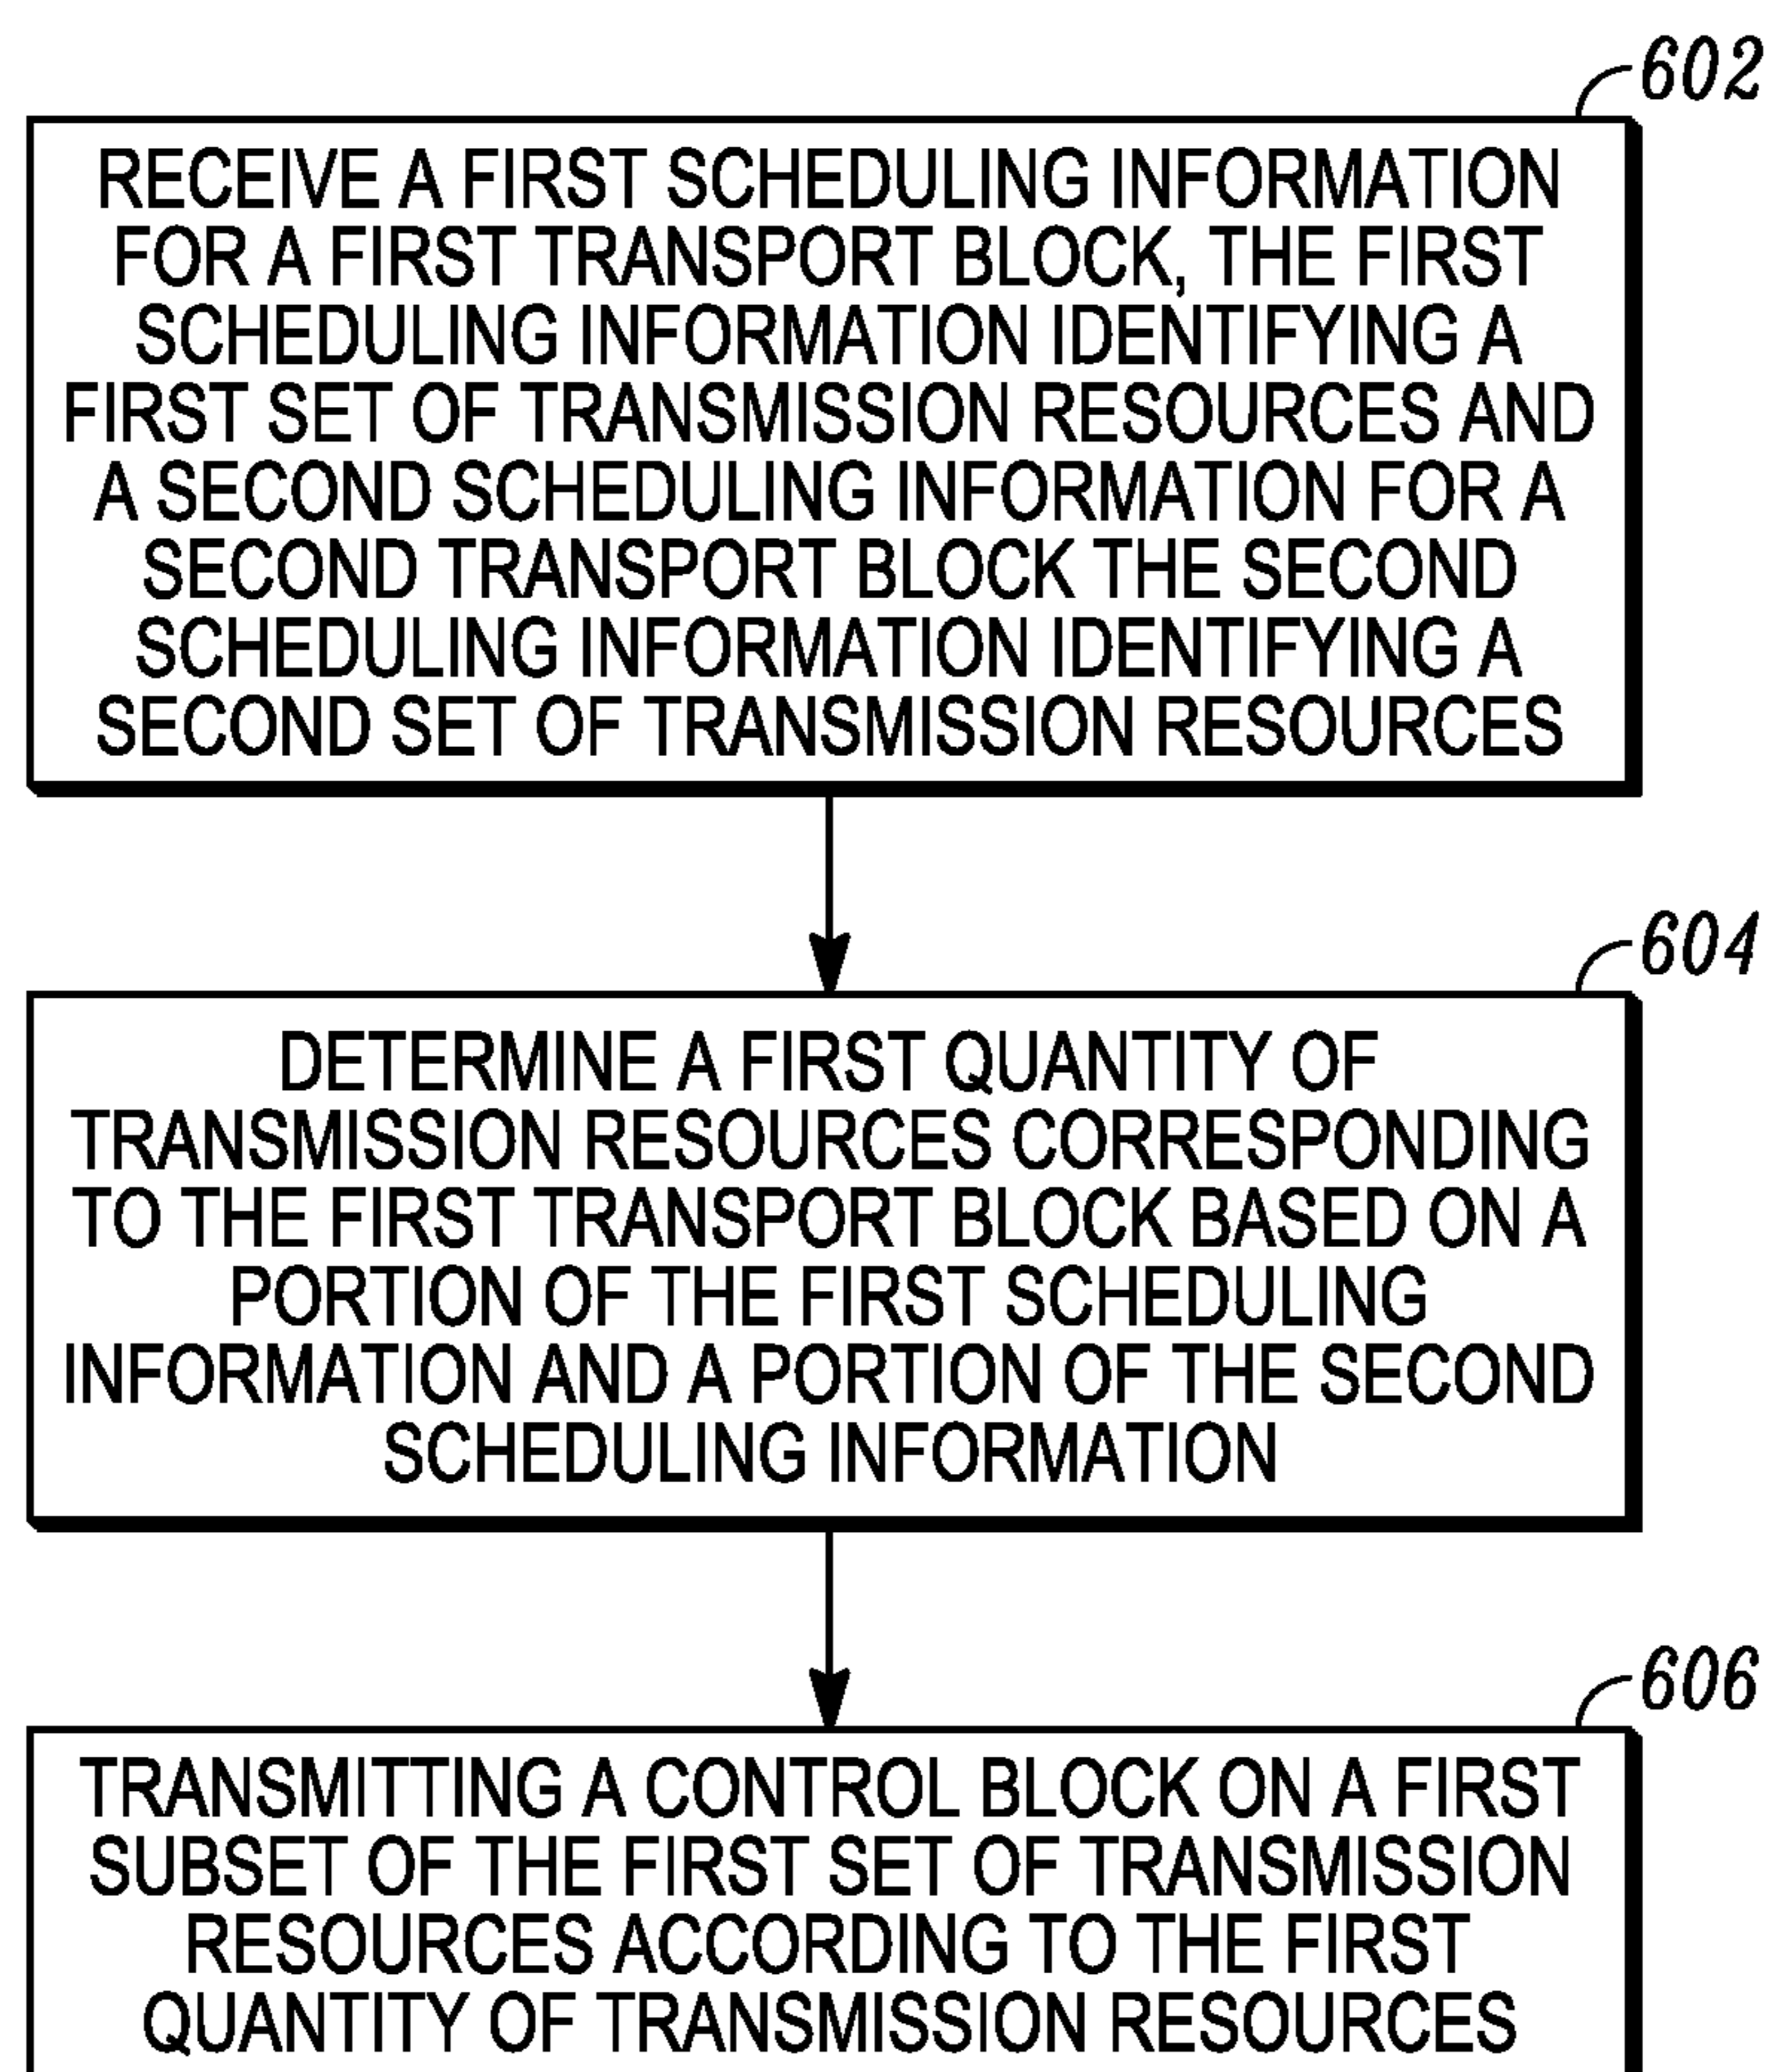 602
RECEIVE A FIRST SCHEDULING INFORMATION
FOR A FIRST TRANSPORT BLOCK, THE FIRST
SCHEDULING INFORMATION IDENTIFYING A
FIRST SET OF TRANSMISSION RESOURCES AND
A SECOND SCHEDULING INFORMATION FOR A
SECOND TRANSPORT BLOCK THE SECOND
SCHEDULING INFORMATION IDENTIFYING A
SECOND SET OF TRANSMISSION RESOURCES
604
DETERMINE A FIRST QUANTITY OF
TRANSMISSION RESOURCES CORRESPONDING
TO THE FIRST TRANSPORT BLOCK BASED ON A
PORTION OF THE FIRST SCHEDULING
INFORMATION AND A PORTION OF THE SECOND
SCHEDULING INFORMATION
606
TRANSMITTING A CONTROL BLOCK ON A FIRST
SUBSET OF THE FIRST SET OF TRANSMISSION
RESOURCES ACCORDING TO THE FIRST
QUANTITY OF TRANSMISSION RESOURCES